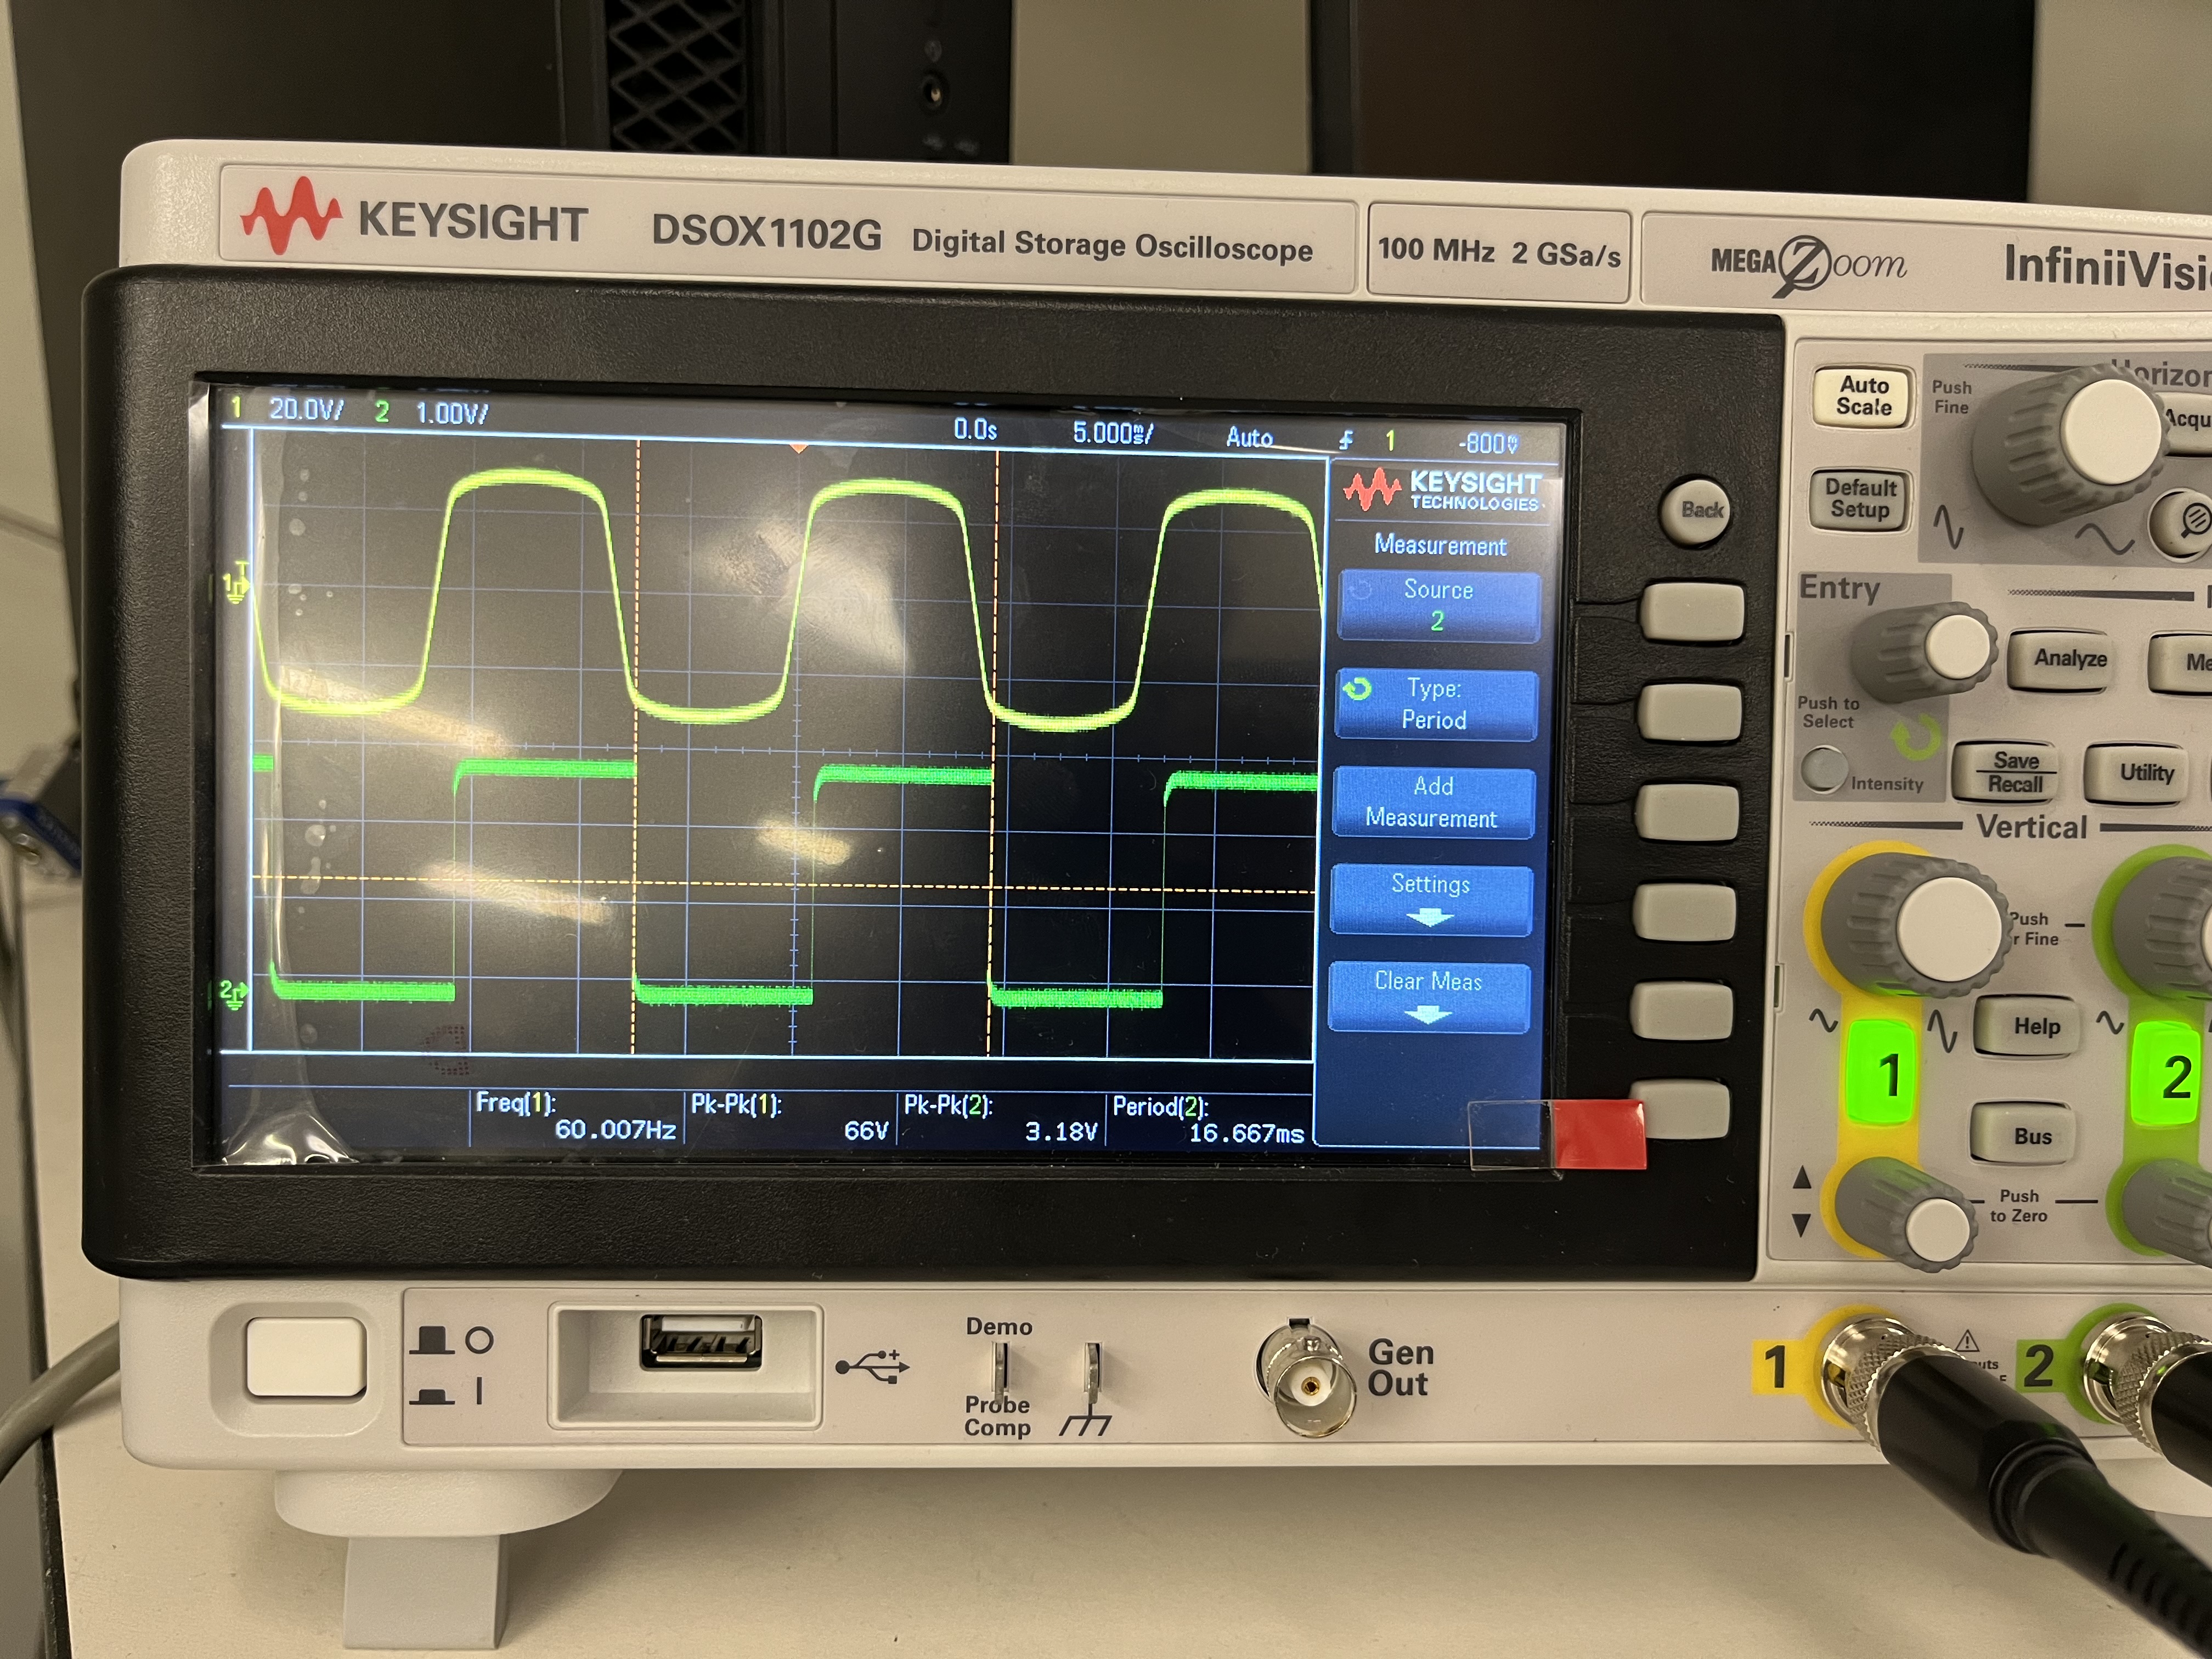 KEYSIGHT DSOX1102G Digital Storage Oscilloscope 100 MHz 2 GSa/s MEGA Zoom
1 20.0V/ 2 1.00V/ 0.0s 5.000ms/ Auto 1
KEYSIGHT
TECHNOLOGIES
Measurement
Source
2
Type:
Period
Add
Measurement
Settings
Clear Meas
T
1
2
Freq(1): Pk-Pk(1): Pk-Pk(2): Period(2):
60.007Hz 66V 3.18V 16.667ms
Back
Auto
Scale
Default
Setup
Push
Fine
Entry
Push to
Select
Intensity
Analyze
Save
Recall
Utility
Vertical
Push
Fine
Help
1
2
Bus
Push
to Zero
Demo
Probe
Comp
Gen
Out
1
2